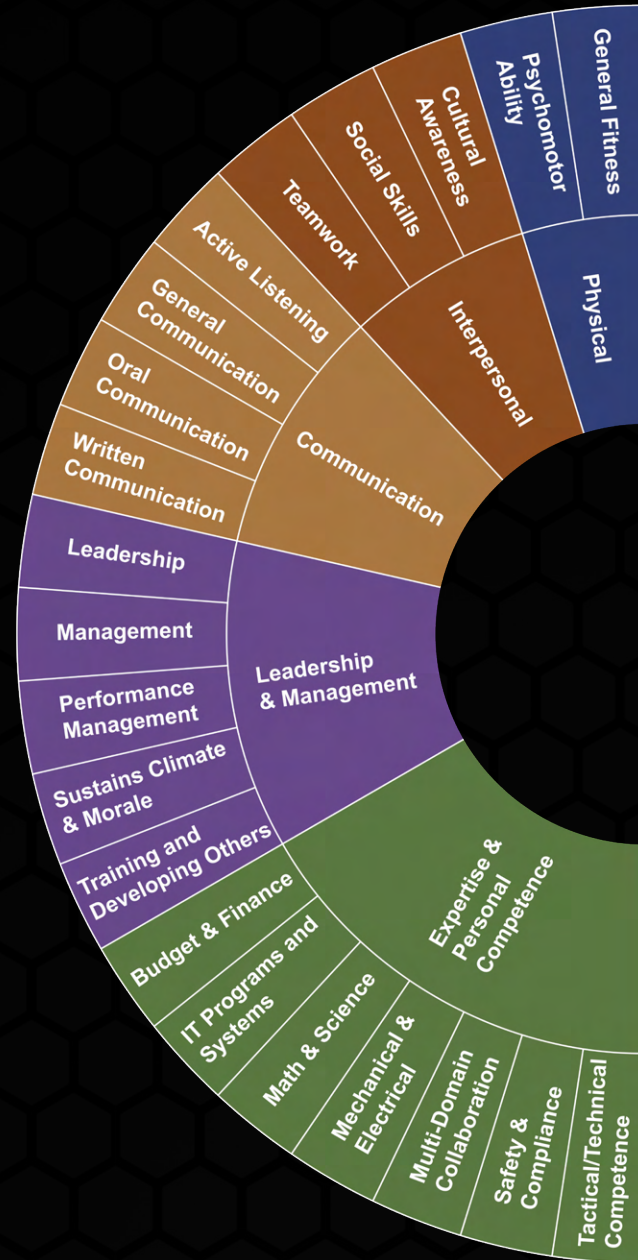 General Fitness
Psychomotor
Ability
Physical
Cultural
Awareness
Social Skills
Teamwork
Interpersonal
Active Listening
General
Communication
Oral
Communication
Written
Communication
Communication
Leadership
Management
Performance
Management
Sustains Climate
& Morale
Training and
Developing Others
Leadership
& Management
Budget & Finance
IT Programs and
Systems
Math & Science
Mechanical &
Electrical
Multi-Domain
Collaboration
Safety &
Compliance
Tactical/Technical
Competence
Expertise &
Personal
Competence